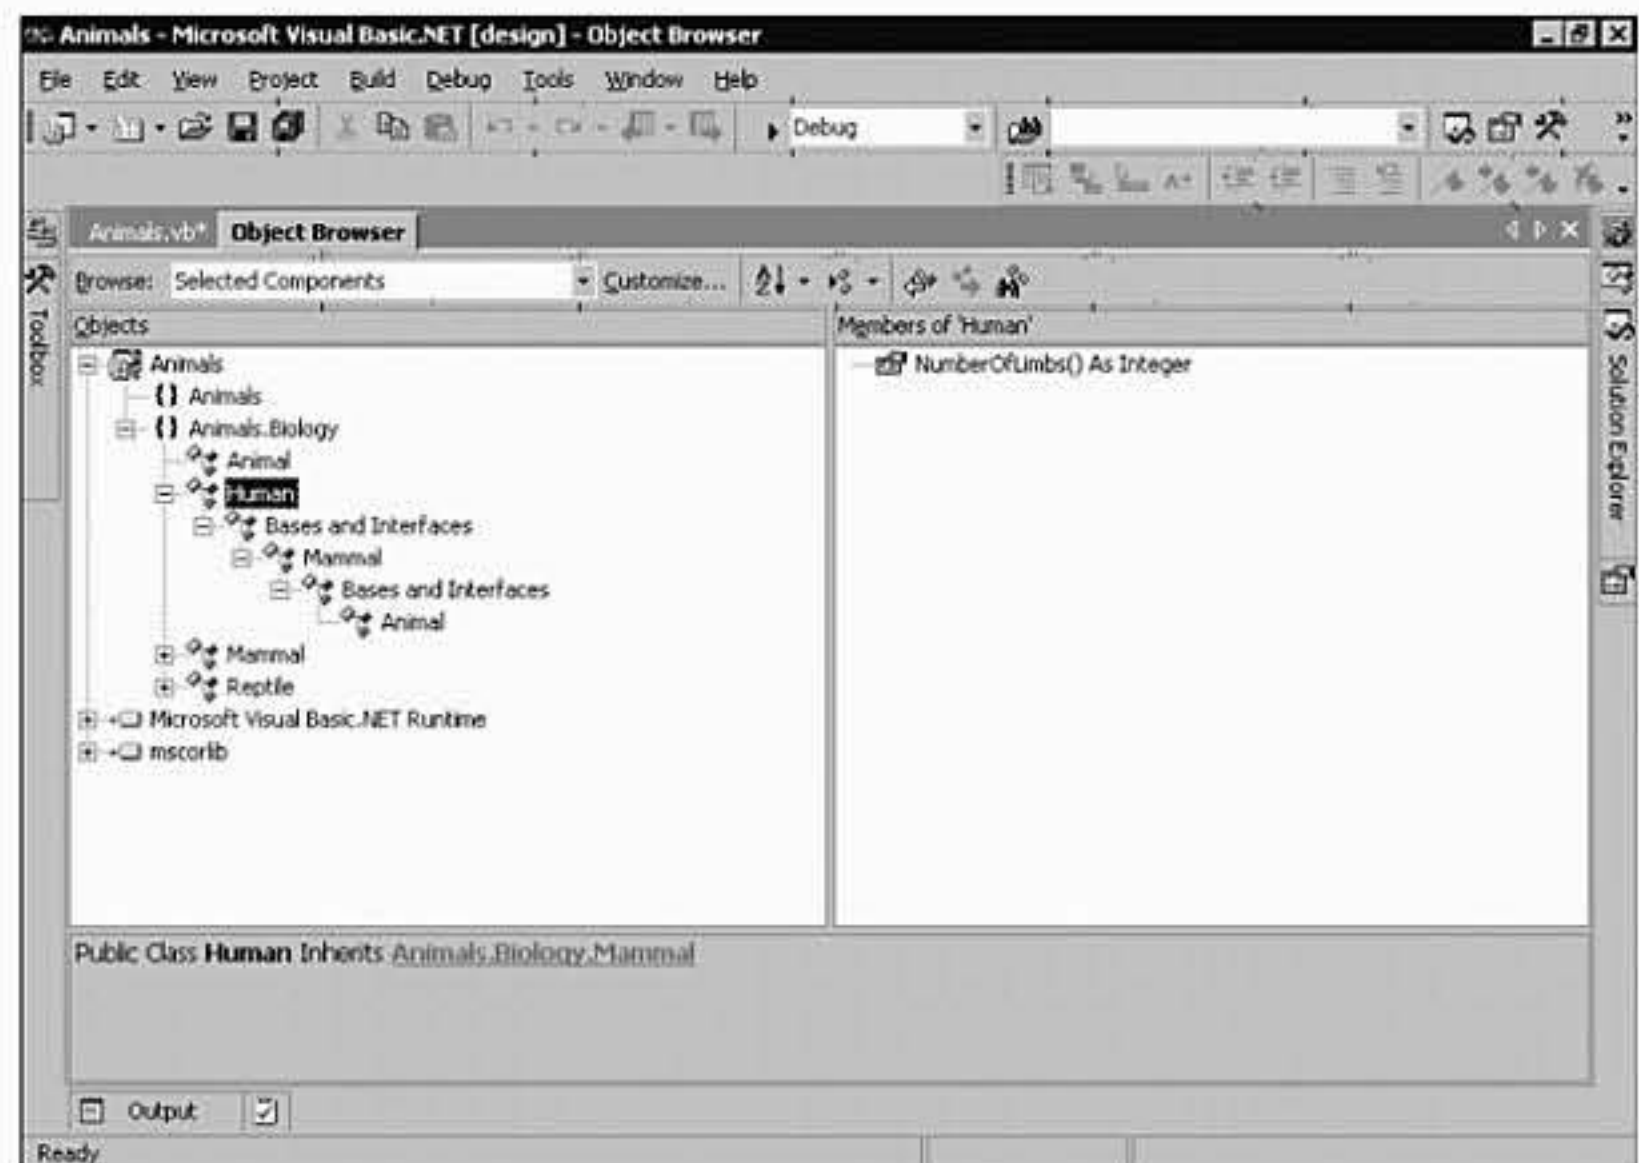 Animals - Microsoft Visual Basic.NET [design] - Object Browser
File Edit View Project Build Debug Tools Window Help
Debug
Animals.vb* Object Browser
Browse: Selected Components Customize...
Toolbox
Objects
Members of 'Human'
Animals
NumberOfLimbs() As Integer
{} Animals
{} Animals.Biology
Animal
Human
Bases and Interfaces
Mammal
Bases and Interfaces
Animal
Mammal
Reptile
Microsoft Visual Basic.NET Runtime
mscorlib
Solution Explorer
Public Class Human Inherits Animals.Biology.Mammal
Output
Ready